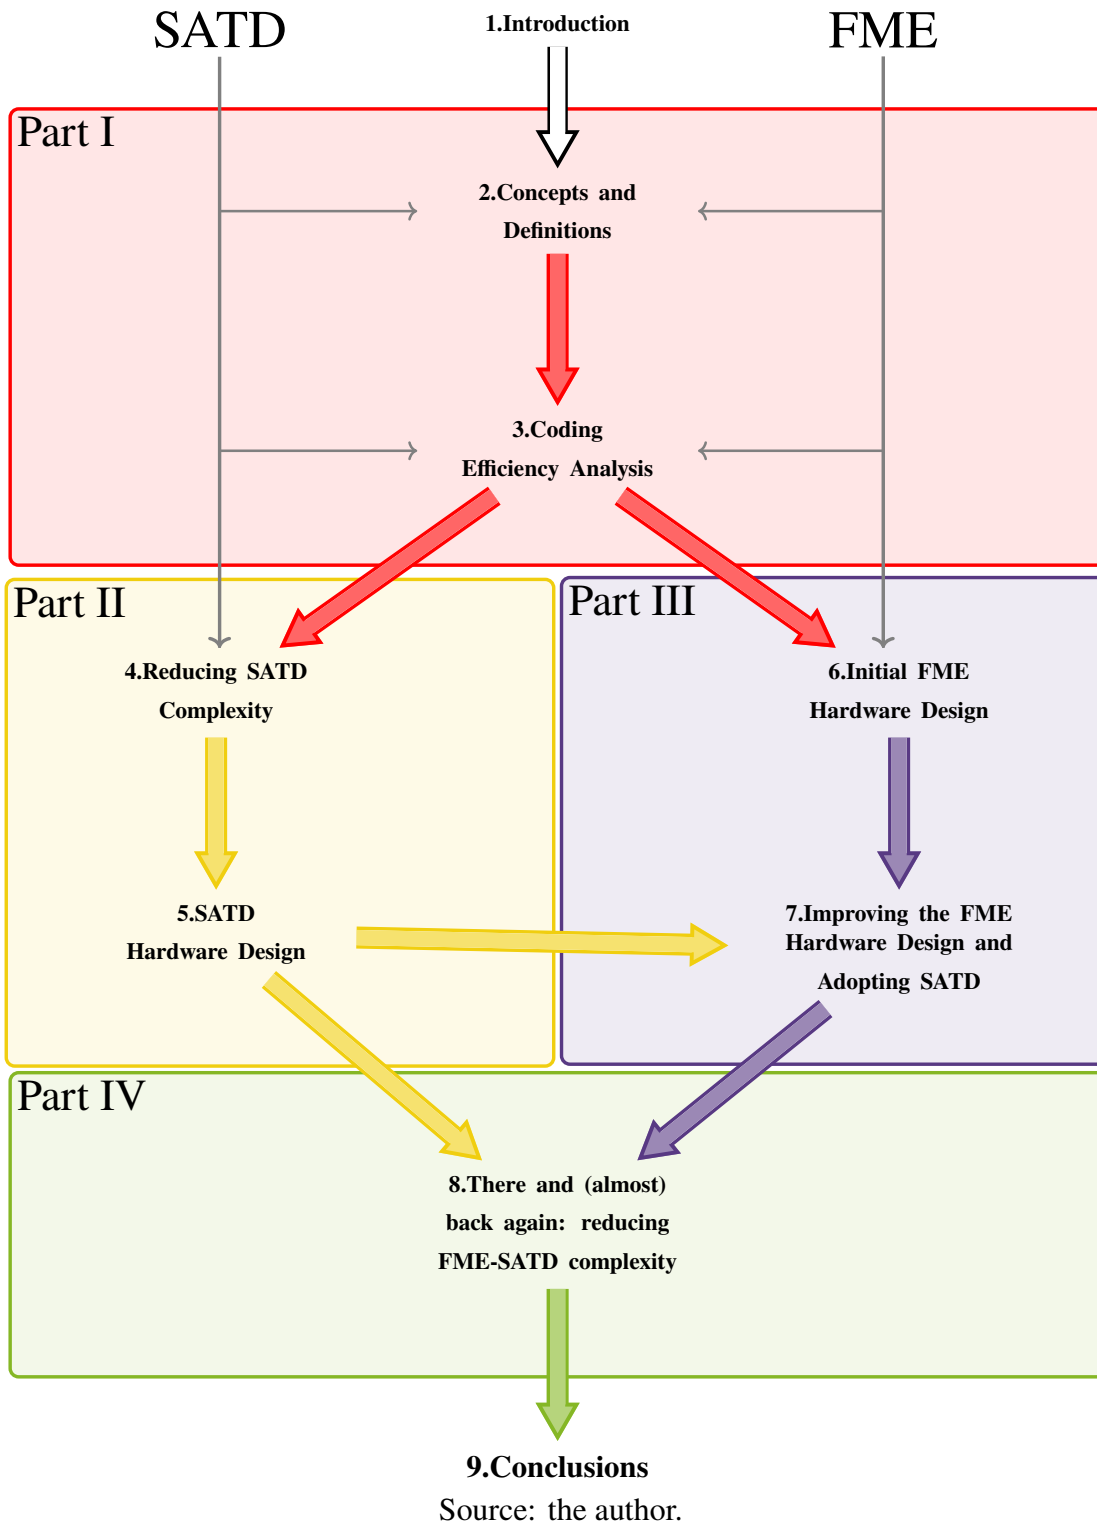 SATD
1.Introduction
FME
Part I
2.Concepts and
Definitions
3.Coding
Efficiency Analysis
Part II
Part III
4.Reducing SATD
Complexity
6.Initial FME
Hardware Design
5.SATD
Hardware Design
7.Improving the FME
Hardware Design and
Adopting SATD
Part IV
8.There and (almost)
back again: reducing
FME-SATD complexity
9.Conclusions
Source: the author.